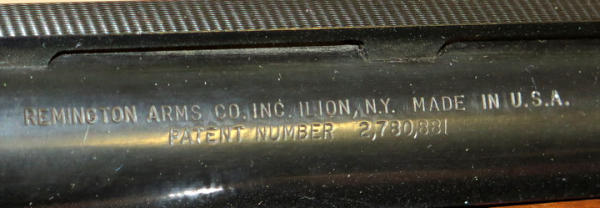 REMINGTON ARMS CO. INC. ILION, N.Y. MADE IN U.S.A.
PATENT NUMBER 2,780,881